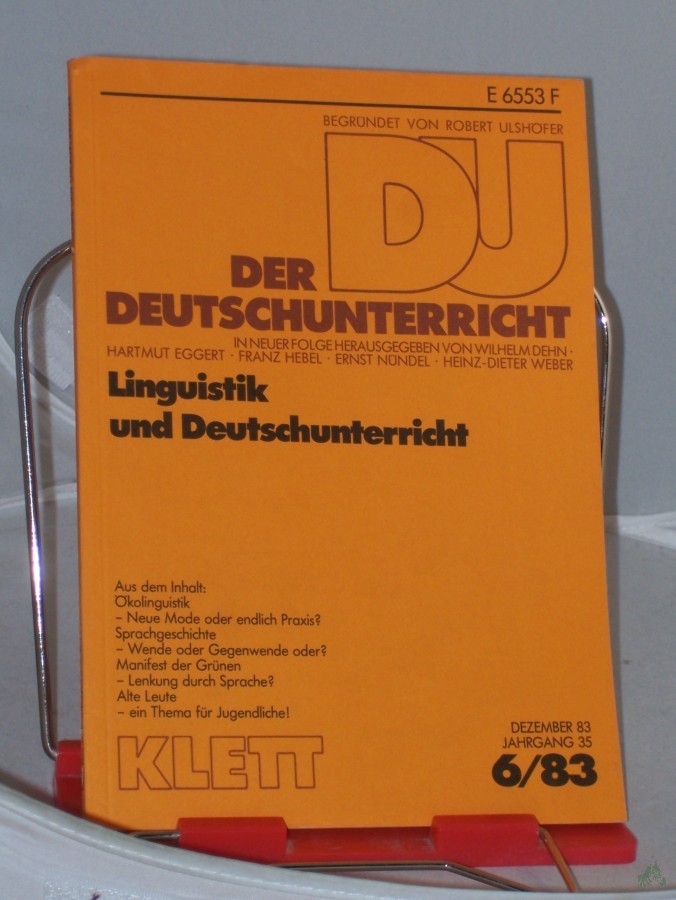 E 6553 F
BEGRÜNDET VON ROBERT ULSHÖFER
DU
DER
DEUTSCHUNTERRICHT
IN NEUER FOLGE HERAUSGEGEBEN VON WILHELM DEHN ·
HARTMUT EGGERT · FRANZ HEBEL · ERNST NÜNDEL · HEINZ-DIETER WEBER
Linguistik
und Deutschunterricht
Aus dem Inhalt:
Ökolinguistik
– Neue Mode oder endlich Praxis?
Sprachgeschichte
– Wende oder Gegenwende oder?
Manifest der Grünen
– Lenkung durch Sprache?
Alte Leute
– ein Thema für Jugendliche!
KLETT
DEZEMBER 83
JAHRGANG 35
6/83